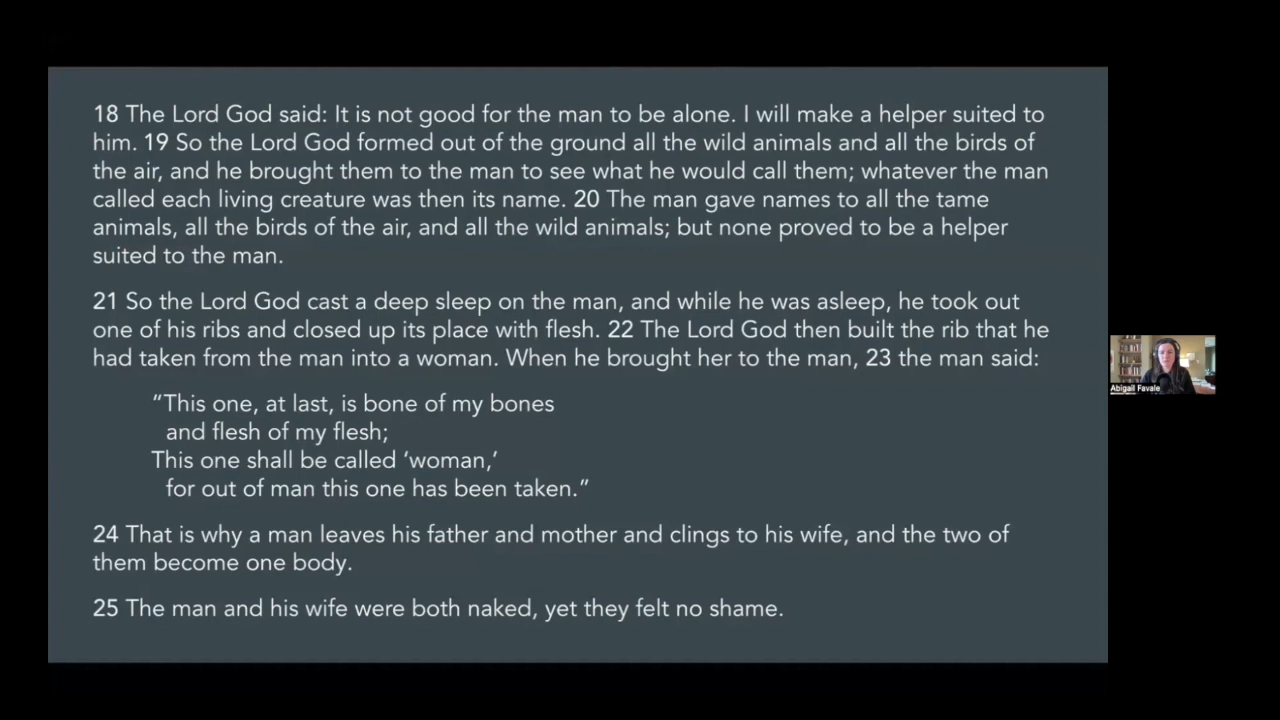 18 The Lord God said: It is not good for the man to be alone. I will make a helper suited to
him. 19 So the Lord God formed out of the ground all the wild animals and all the birds of
the air, and he brought them to the man to see what he would call them; whatever the man
called each living creature was then its name. 20 The man gave names to all the tame
animals, all the birds of the air, and all the wild animals; but none proved to be a helper
suited to the man.
21 So the Lord God cast a deep sleep on the man, and while he was asleep, he took out
one of his ribs and closed up its place with flesh. 22 The Lord God then built the rib that he
had taken from the man into a woman. When he brought her to the man, 23 the man said:
“This one, at last, is bone of my bones
and flesh of my flesh;
This one shall be called ‘woman,’
for out of man this one has been taken.”
24 That is why a man leaves his father and mother and clings to his wife, and the two of
them become one body.
25 The man and his wife were both naked, yet they felt no shame.
Abigail Favale